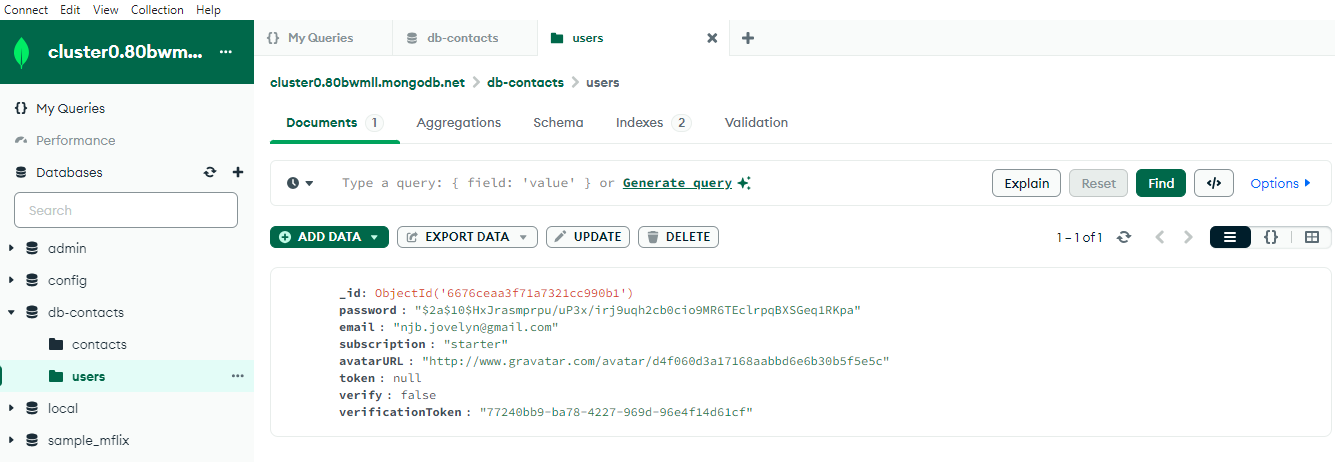 Connect Edit View Collection Help
cluster0.80bwm... ...
{} My Queries
Performance
Databases
Search
admin
config
db-contacts
contacts
users ...
local
sample_mflix
{} My Queries db-contacts users
cluster0.80bwmll.mongodb.net > db-contacts > users
Documents 1 Aggregations Schema Indexes 2 Validation
Type a query: { field: 'value' } or Generate query Explain Reset Find </> Options
ADD DATA EXPORT DATA UPDATE DELETE 1 – 1 of 1 {}
_id: ObjectId('6676ceaa3f71a7321cc990b1')
password : "$2a$10$HxJrasmprpu/uP3x/irj9uqh2cb0cio9MR6TEclrpqBXSGeq1RKpa"
email : "njb.jovelyn@gmail.com"
subscription : "starter"
avatarURL : "http://www.gravatar.com/avatar/d4f060d3a17168aabbd6e6b30b5f5e5c"
token : null
verify : false
verificationToken : "77240bb9-ba78-4227-969d-96e4f14d61cf"